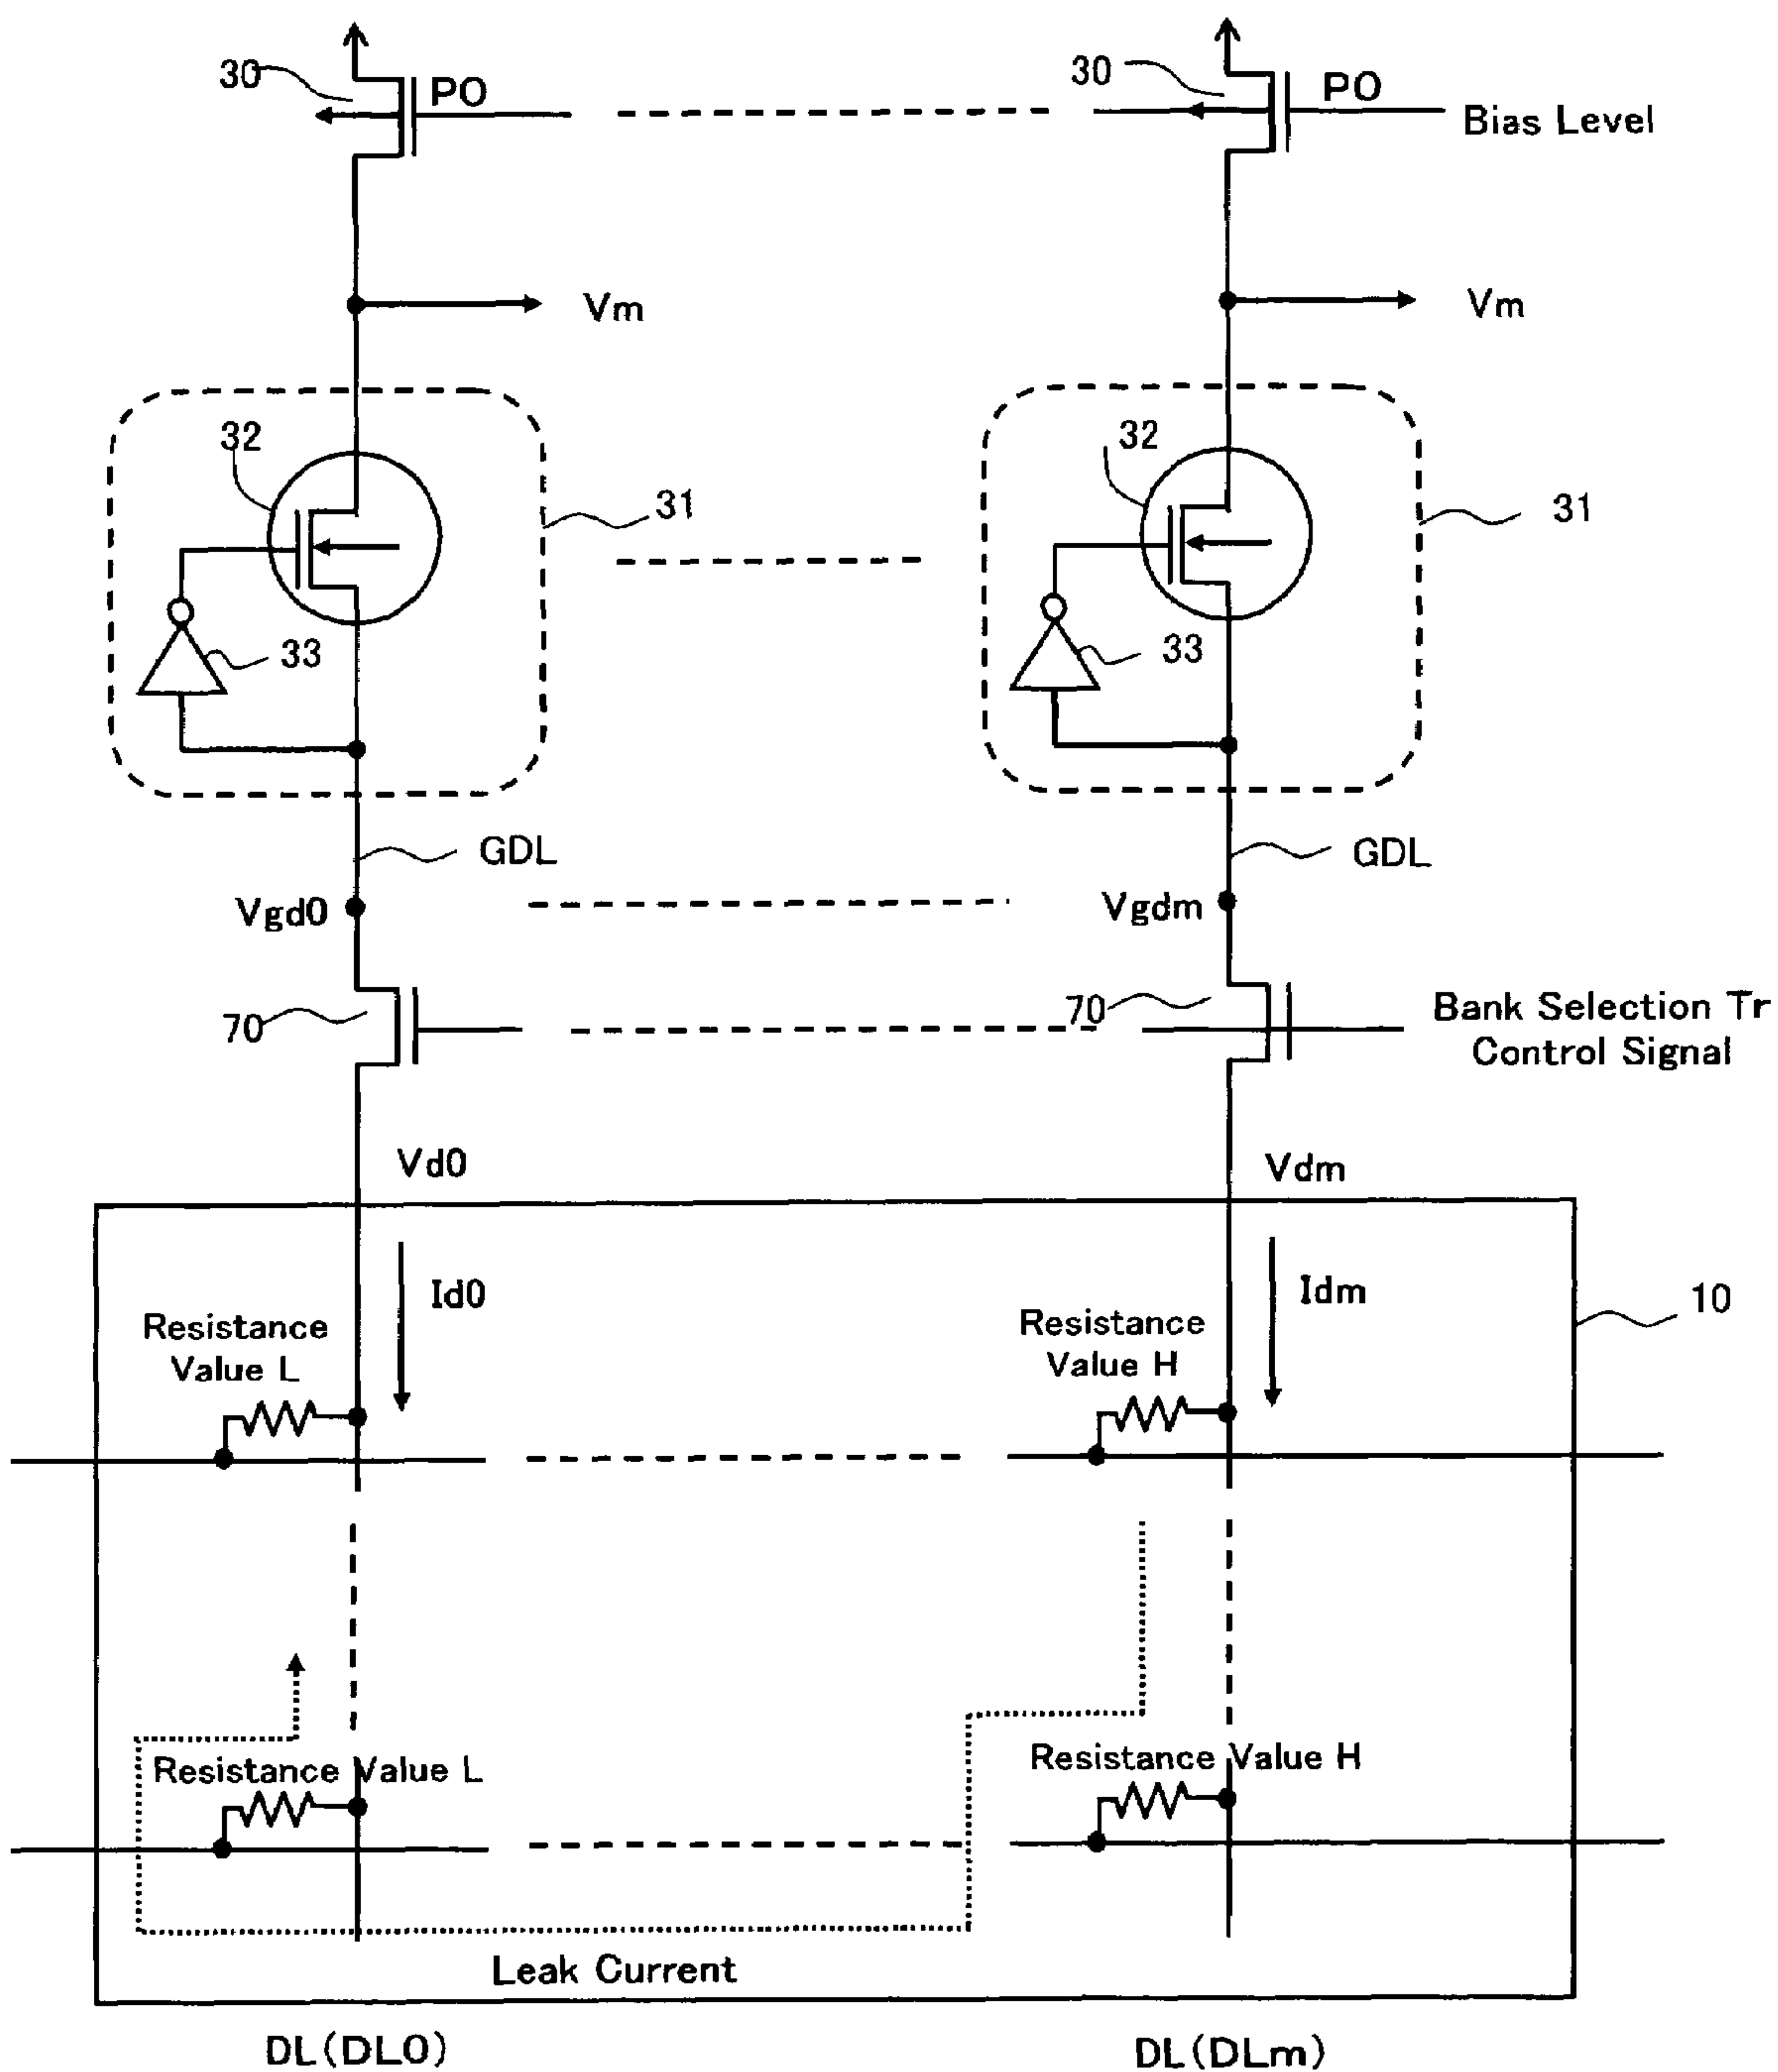 30 PO 30 PO Bias Level
Vm Vm
32 32
31 31
33 33
GDL GDL
Vgd0 Vgdm
70 70 Bank Selection Tr
Control Signal
Vd0 Vdm
Id0 Idm
10
Resistance
Value L
Resistance
Value H
Resistance Value L
Resistance Value H
Leak Current
DL(DL0) DL(DLm)